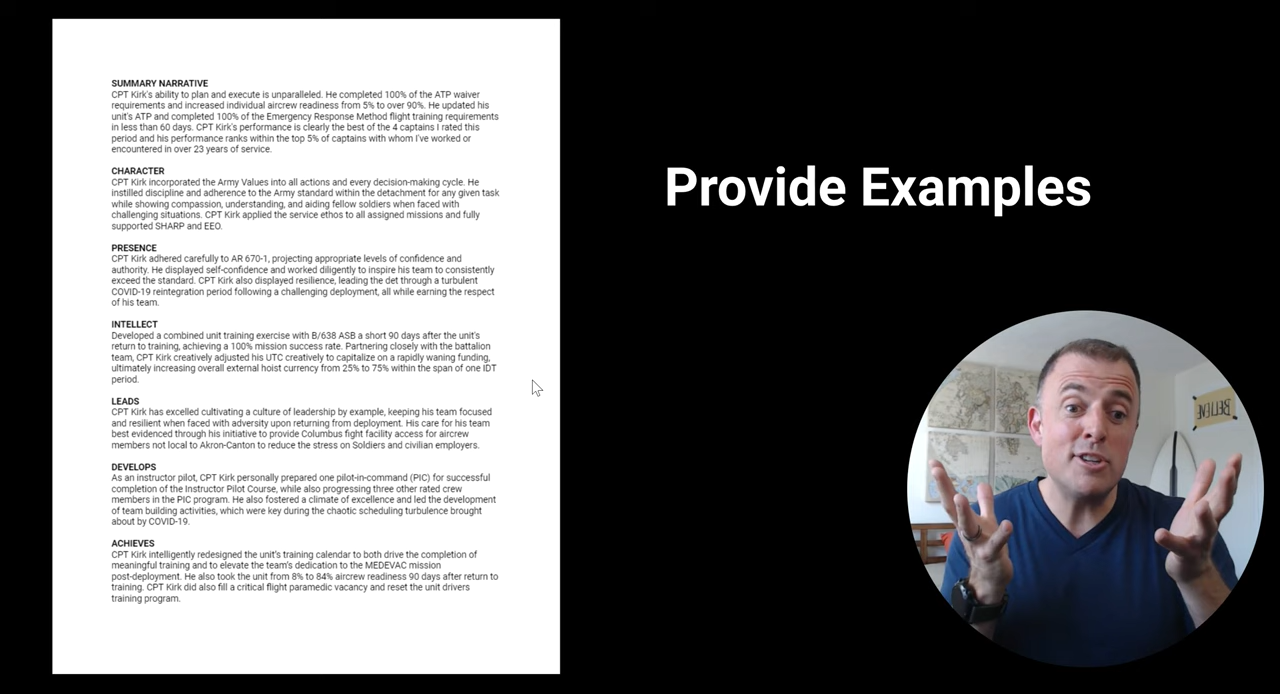 SUMMARY NARRATIVE
CPT Kirk's ability to plan and execute is unparalleled. He completed 100% of the ATP waiver
requirements and increased individual aircrew readiness from 5% to over 90%. He updated his
unit's ATP and completed 100% of the Emergency Response Method flight training requirements
in less than 60 days. CPT Kirk's performance is clearly the best of the 4 captains I rated this
period and his performance ranks within the top 5% of captains with whom I've worked or
encountered in over 23 years of service.
CHARACTER
CPT Kirk incorporated the Army Values into all actions and every decision-making cycle. He
instilled discipline and adherence to the Army standard within the detachment for any given task
while showing compassion, understanding, and aiding fellow soldiers when faced with
challenging situations. CPT Kirk applied the service ethos to all assigned missions and fully
supported SHARP and EEO.
PRESENCE
CPT Kirk adhered carefully to AR 670-1, projecting appropriate levels of confidence and
authority. He displayed self-confidence and worked diligently to inspire his team to consistently
exceed the standard. CPT Kirk also displayed resilience, leading the det through a turbulent
COVID-19 reintegration period following a challenging deployment, all while earning the respect
of his team.
INTELLECT
Developed a combined unit training exercise with B/638 ASB a short 90 days after the unit's
return to training, achieving a 100% mission success rate. Partnering closely with the battalion
team, CPT Kirk creatively adjusted his UTC creatively to capitalize on a rapidly waning funding,
ultimately increasing overall external hoist currency from 25% to 75% within the span of one IDT
period.
LEADS
CPT Kirk has excelled cultivating a culture of leadership by example, keeping his team focused
and resilient when faced with adversity upon returning from deployment. His care for his team
best evidenced through his initiative to provide Columbus fight facility access for aircrew
members not local to Akron-Canton to reduce the stress on Soldiers and civilian employers.
DEVELOPS
As an instructor pilot, CPT Kirk personally prepared one pilot-in-command (PIC) for successful
completion of the Instructor Pilot Course, while also progressing three other rated crew
members in the PIC program. He also fostered a climate of excellence and led the development
of team building activities, which were key during the chaotic scheduling turbulence brought
about by COVID-19.
ACHIEVES
CPT Kirk intelligently redesigned the unit's training calendar to both drive the completion of
meaningful training and to elevate the team's dedication to the MEDEVAC mission
post-deployment. He also took the unit from 8% to 84% aircrew readiness 90 days after return to
training. CPT Kirk did also fill a critical flight paramedic vacancy and reset the unit drivers
training program.
Provide Examples
BELIEVE